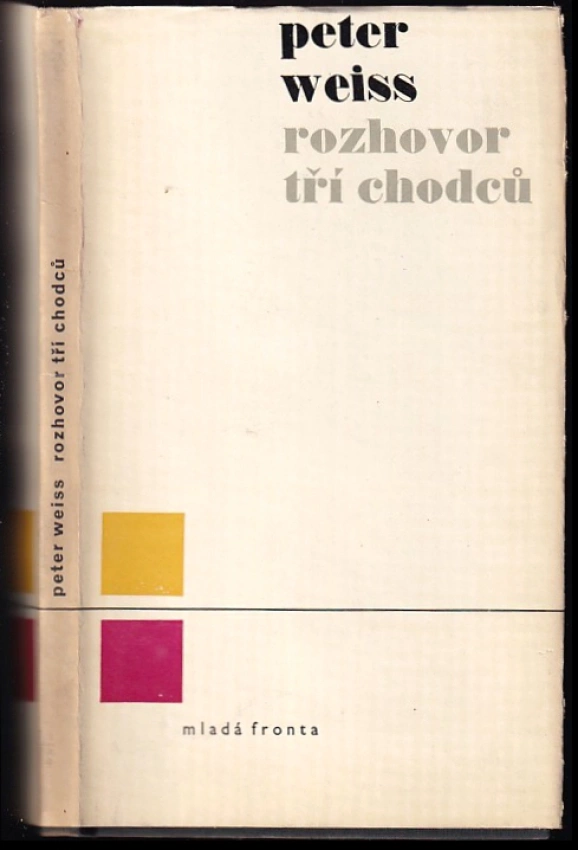 peter
weiss
rozhovor
tří chodců
peter weiss rozhovor tří chodců
mladá fronta